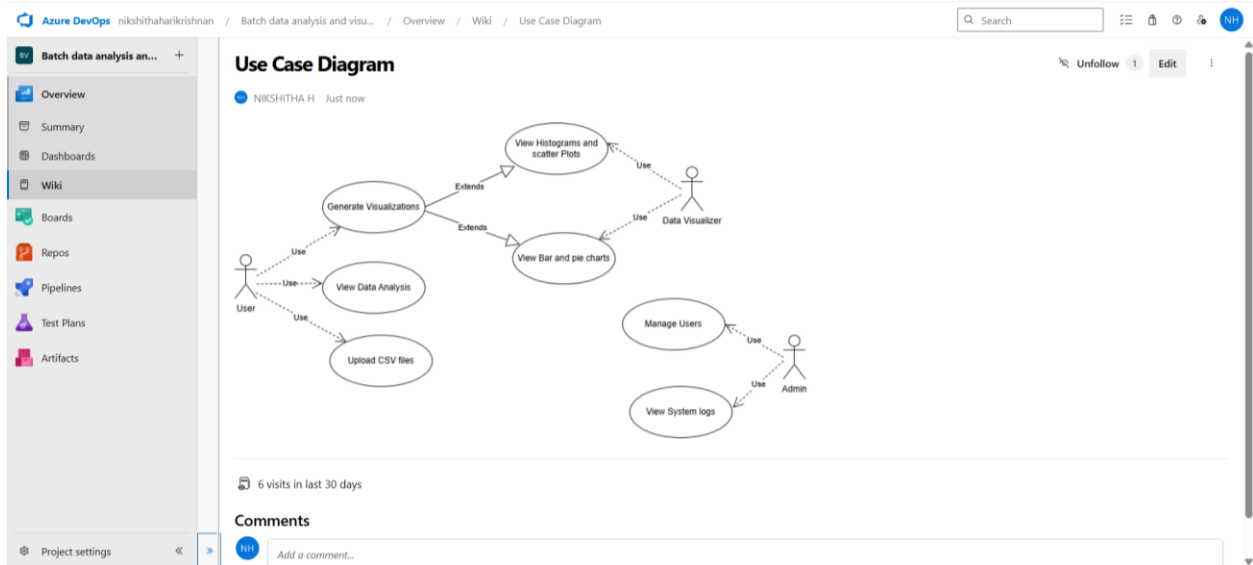 Azure DevOps nikshithaharikrishnan / Batch data analysis and visu... / Overview / Wiki / Use Case Diagram
Search
NH
BV Batch data analysis an... +
Overview
Summary
Dashboards
Wiki
Boards
Repos
Pipelines
Test Plans
Artifacts
Project settings
Use Case Diagram
Unfollow 1 Edit
NIKSHITHA H Just now
View Histograms and
scatter Plots
Use
Extends
Generate Visualizations
Data Visualizer
Use
Extends
View Bar and pie charts
Use
User
Use
View Data Analysis
Use
Upload CSV files
Manage Users
Use
Admin
Use
View System logs
6 visits in last 30 days
Comments
NH
Add a comment...